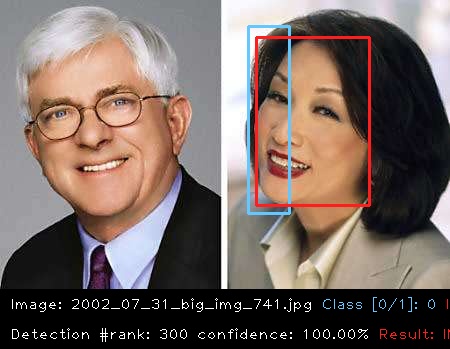 Image: 2002_07_31_big_img_741.jpg Class [0/1]: 0
Detection #rank: 300 confidence: 100.00% Result: